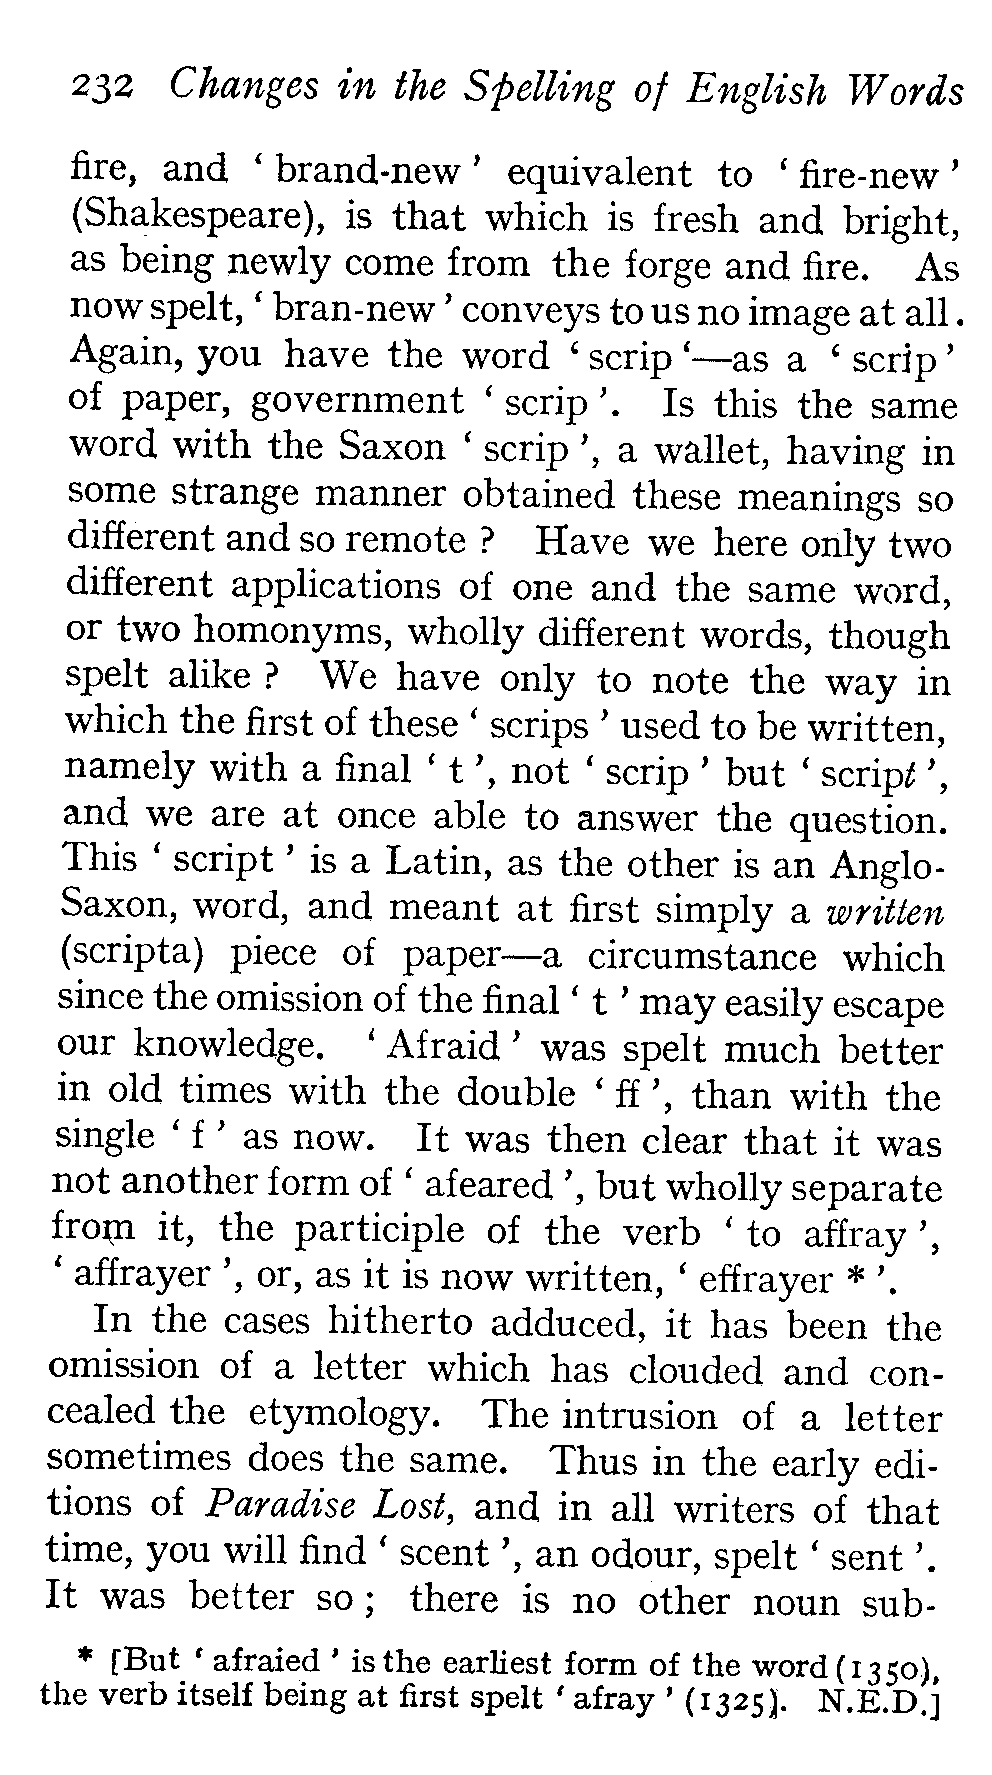 232 Changes in the Spelling of English Words
fire, and ‘ brand-new ’ equivalent to ‘ fire-new ’
(Shakespeare), is that which is fresh and bright,
as being newly come from the forge and fire. As
now spelt, ‘ bran-new ’ conveys to us no image at all.
Again, you have the word ‘ scrip ‘—as a ‘ scrip ’
of paper, government ‘ scrip ’. Is this the same
word with the Saxon ‘ scrip ’, a wallet, having in
some strange manner obtained these meanings so
different and so remote ? Have we here only two
different applications of one and the same word,
or two homonyms, wholly different words, though
spelt alike ? We have only to note the way in
which the first of these ‘ scrips ’ used to be written,
namely with a final ‘ t ’, not ‘ scrip ’ but ‘ script ’,
and we are at once able to answer the question.
This ‘ script ’ is a Latin, as the other is an Anglo-
Saxon, word, and meant at first simply a written
(scripta) piece of paper—a circumstance which
since the omission of the final ‘ t ’ may easily escape
our knowledge. ‘ Afraid ’ was spelt much better
in old times with the double ‘ ff ’, than with the
single ‘ f ’ as now. It was then clear that it was
not another form of ‘ afeared ’, but wholly separate
from it, the participle of the verb ‘ to affray ’,
‘ affrayer ’, or, as it is now written, ‘ effrayer * ’.
In the cases hitherto adduced, it has been the
omission of a letter which has clouded and con-
cealed the etymology. The intrusion of a letter
sometimes does the same. Thus in the early edi-
tions of Paradise Lost, and in all writers of that
time, you will find ‘ scent ’, an odour, spelt ‘ sent ’.
It was better so ; there is no other noun sub-
* [But ‘ afraied ’ is the earliest form of the word (1350),
the verb itself being at first spelt ‘ afray ’ (1325). N.E.D.]